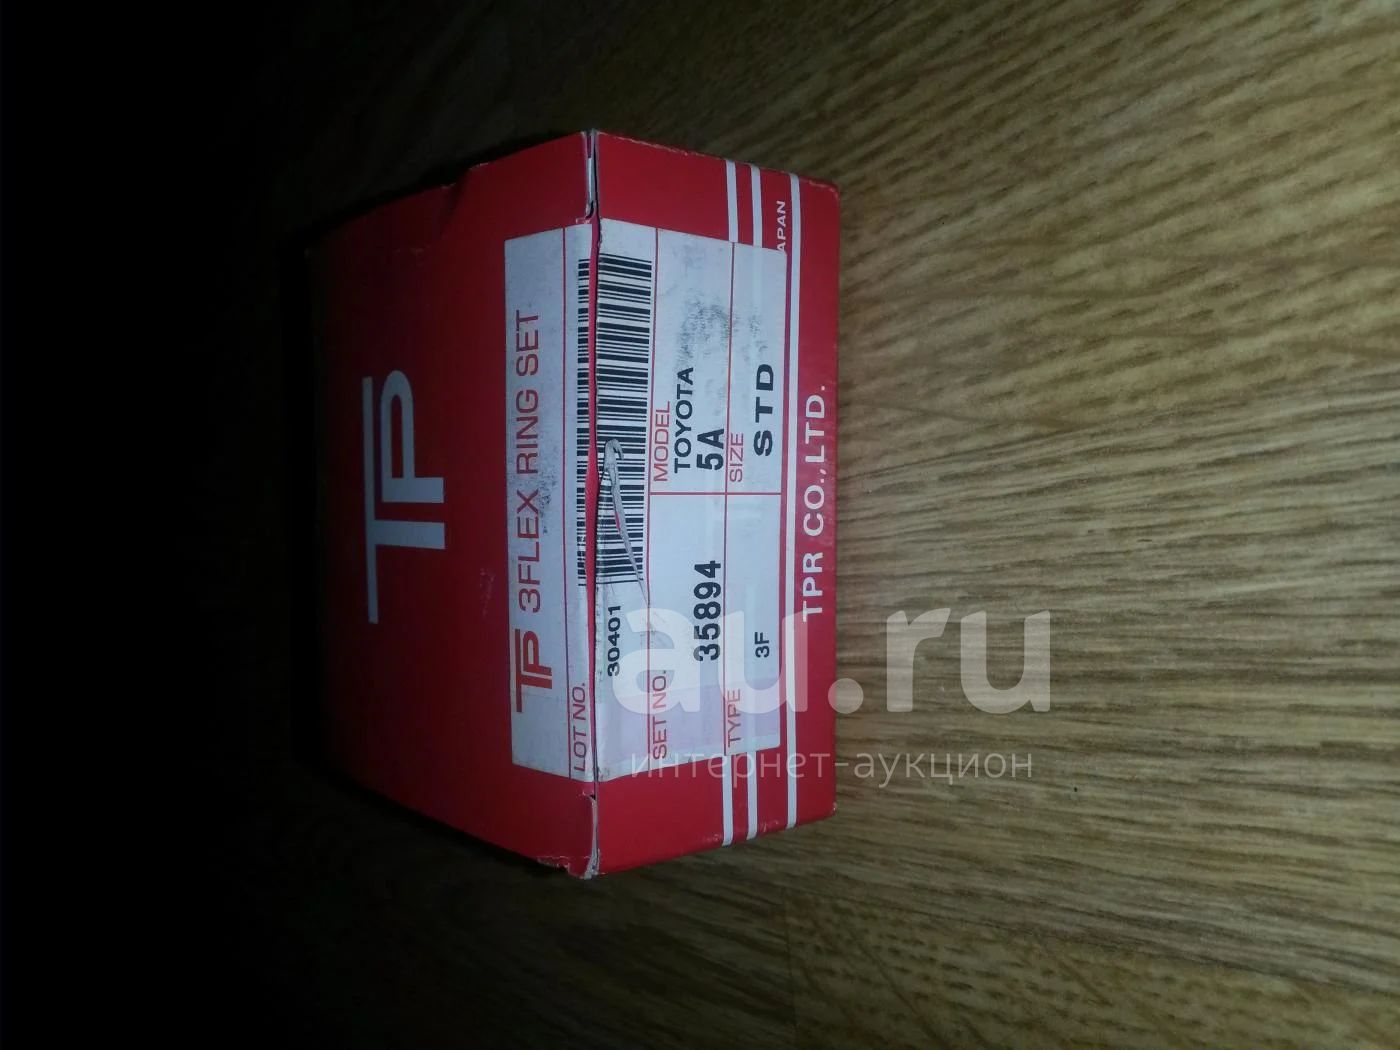 TP
TP 3FLEX RING SET
LOT NO.
30401
SET NO.
35894
MODEL
TOYOTA
5A
TYPE
3F
SIZE
STD
JAPAN
TPR CO.,LTD.
au.ru
интернет-аукцион